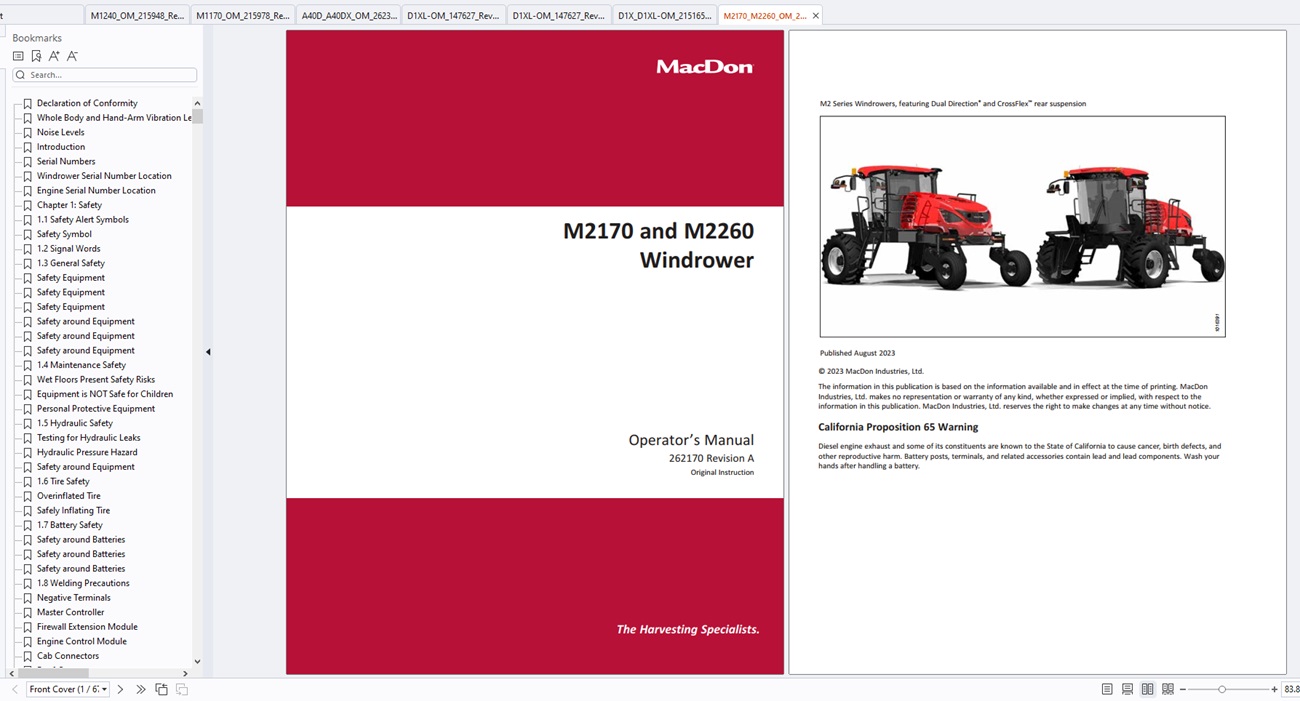 t
M1240_OM_215948_Re...
M1170_OM_215978_Re...
A40D_A40DX_OM_2623...
D1XL-OM_147627_Rev...
D1XL-OM_147627_Rev...
D1X_D1XL-OM_215165...
M2170_M2260_OM_2...
Bookmarks
Search...
Declaration of Conformity
Whole Body and Hand-Arm Vibration Le
Noise Levels
Introduction
Serial Numbers
Windrower Serial Number Location
Engine Serial Number Location
Chapter 1: Safety
1.1 Safety Alert Symbols
Safety Symbol
1.2 Signal Words
1.3 General Safety
Safety Equipment
Safety Equipment
Safety Equipment
Safety around Equipment
Safety around Equipment
Safety around Equipment
1.4 Maintenance Safety
Wet Floors Present Safety Risks
Equipment is NOT Safe for Children
Personal Protective Equipment
1.5 Hydraulic Safety
Testing for Hydraulic Leaks
Hydraulic Pressure Hazard
Safety around Equipment
1.6 Tire Safety
Overinflated Tire
Safely Inflating Tire
1.7 Battery Safety
Safety around Batteries
Safety around Batteries
Safety around Batteries
1.8 Welding Precautions
Negative Terminals
Master Controller
Firewall Extension Module
Engine Control Module
Cab Connectors
Front Cover (1 / 67
MacDon
M2170 and M2260
Windrower
Operator's Manual
262170 Revision A
Original Instruction
The Harvesting Specialists.
M2 Series Windrowers, featuring Dual Direction® and CrossFlex™ rear suspension
Published August 2023
© 2023 MacDon Industries, Ltd.
The information in this publication is based on the information available and in effect at the time of printing. MacDon
Industries, Ltd. makes no representation or warranty of any kind, whether expressed or implied, with respect to the
information in this publication. MacDon Industries, Ltd. reserves the right to make changes at any time without notice.
California Proposition 65 Warning
Diesel engine exhaust and some of its constituents are known to the State of California to cause cancer, birth defects, and
other reproductive harm. Battery posts, terminals, and related accessories contain lead and lead components. Wash your
hands after handling a battery.
83.8